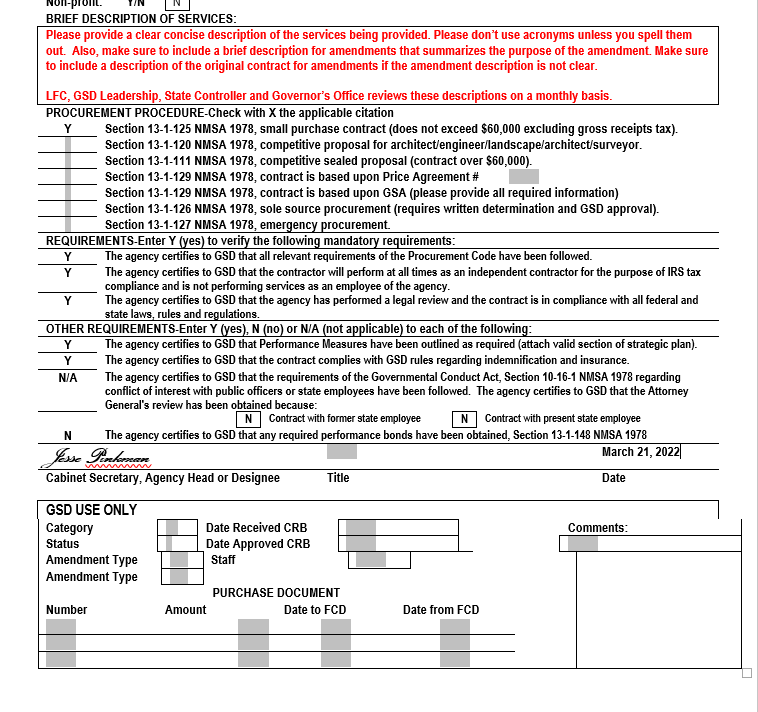 Non-profit: Y/N N
BRIEF DESCRIPTION OF SERVICES:
Please provide a clear concise description of the services being provided. Please don't use acronyms unless you spell them
out. Also, make sure to include a brief description for amendments that summarizes the purpose of the amendment. Make sure
to include a description of the original contract for amendments if the amendment description is not clear.
LFC, GSD Leadership, State Controller and Governor's Office reviews these descriptions on a monthly basis.
PROCUREMENT PROCEDURE-Check with X the applicable citation
Y Section 13-1-125 NMSA 1978, small purchase contract (does not exceed $60,000 excluding gross receipts tax).
Section 13-1-120 NMSA 1978, competitive proposal for architect/engineer/landscape/architect/surveyor.
Section 13-1-111 NMSA 1978, competitive sealed proposal (contract over $60,000).
Section 13-1-129 NMSA 1978, contract is based upon Price Agreement #
Section 13-1-129 NMSA 1978, contract is based upon GSA (please provide all required information)
Section 13-1-126 NMSA 1978, sole source procurement (requires written determination and GSD approval).
Section 13-1-127 NMSA 1978, emergency procurement.
REQUIREMENTS-Enter Y (yes) to verify the following mandatory requirements:
Y The agency certifies to GSD that all relevant requirements of the Procurement Code have been followed.
Y The agency certifies to GSD that the contractor will perform at all times as an independent contractor for the purpose of IRS tax
compliance and is not performing services as an employee of the agency.
Y The agency certifies to GSD that the agency has performed a legal review and the contract is in compliance with all federal and
state laws, rules and regulations.
OTHER REQUIREMENTS-Enter Y (yes), N (no) or N/A (not applicable) to each of the following:
Y The agency certifies to GSD that Performance Measures have been outlined as required (attach valid section of strategic plan).
Y The agency certifies to GSD that the contract complies with GSD rules regarding indemnification and insurance.
N/A The agency certifies to GSD that the requirements of the Governmental Conduct Act, Section 10-16-1 NMSA 1978 regarding
conflict of interest with public officers or state employees have been followed. The agency certifies to GSD that the Attorney
General's review has been obtained because:
N Contract with former state employee N Contract with present state employee
N The agency certifies to GSD that any required performance bonds have been obtained, Section 13-1-148 NMSA 1978
Jesse Pinkman March 21, 2022
Cabinet Secretary, Agency Head or Designee Title Date
GSD USE ONLY
Category Date Received CRB Comments:
Status Date Approved CRB
Amendment Type Staff
Amendment Type
PURCHASE DOCUMENT
Number Amount Date to FCD Date from FCD